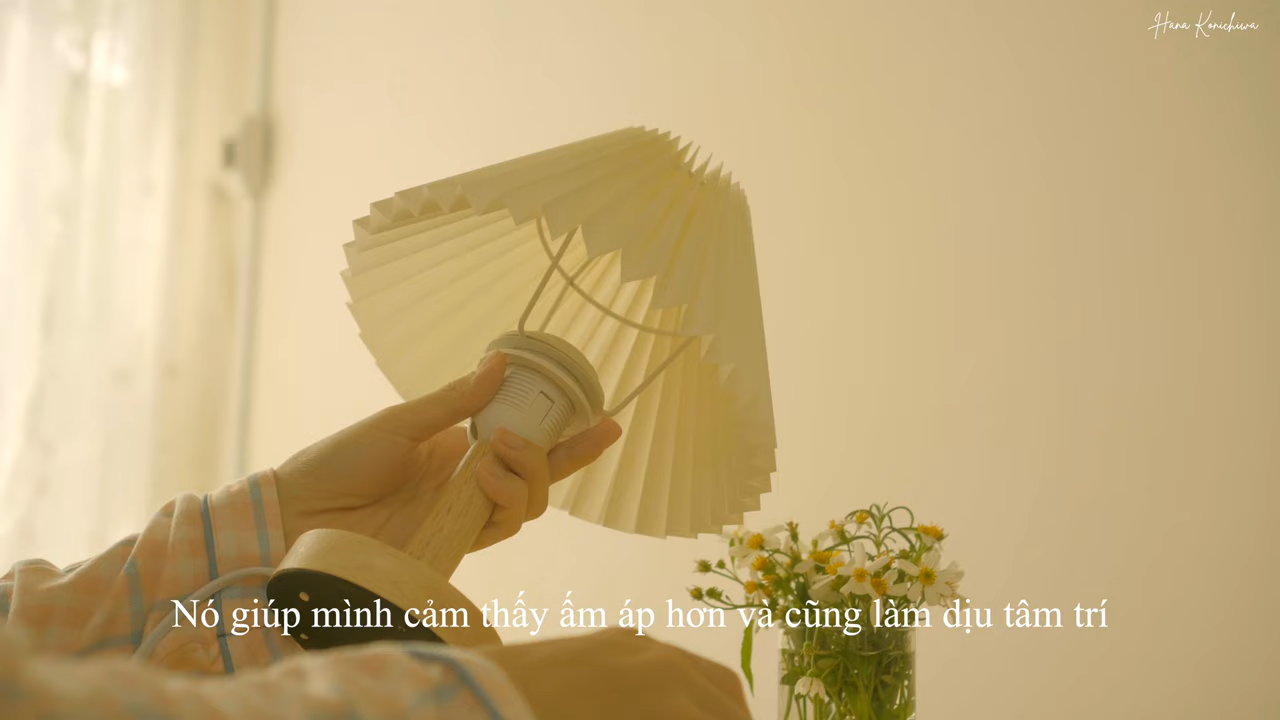 Hana Konichiwa
Nó giúp mình cảm thấy ấm áp hơn và cũng làm dịu tâm trí